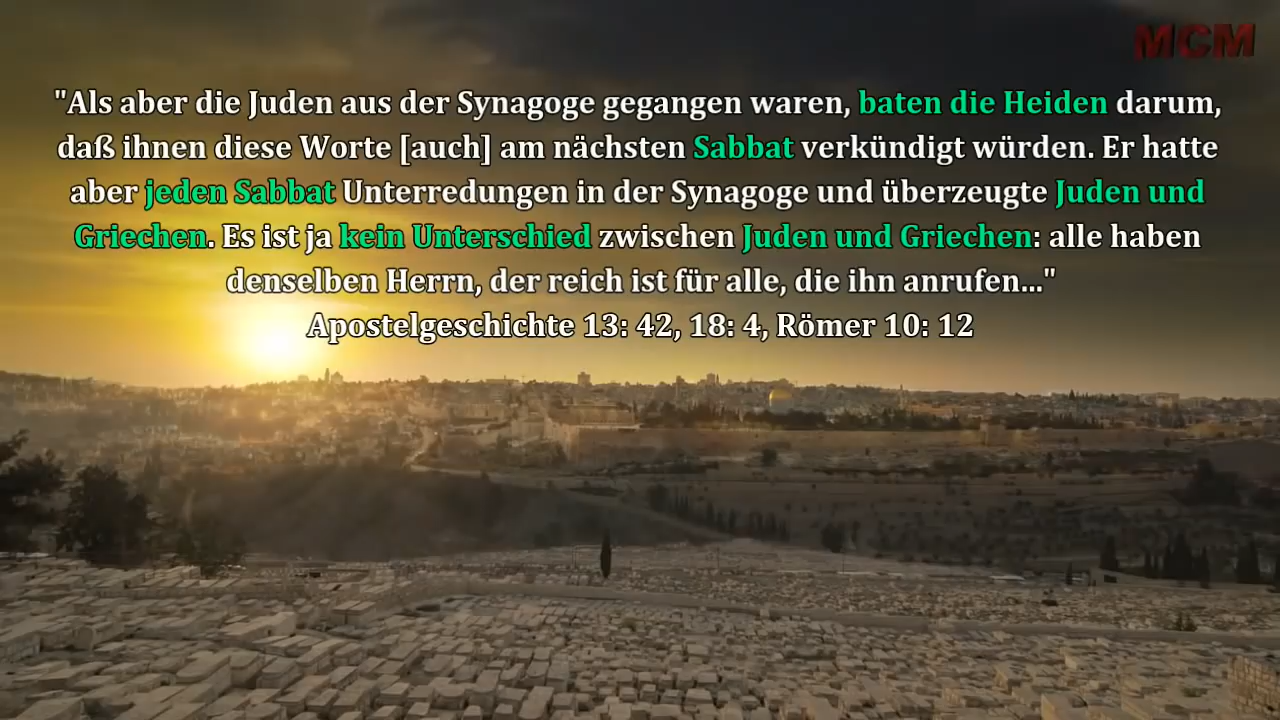 MCM
"Als aber die Juden aus der Synagoge gegangen waren, baten die Heiden darum,
daß ihnen diese Worte [auch] am nächsten Sabbat verkündigt würden. Er hatte
aber jeden Sabbat Unterredungen in der Synagoge und überzeugte Juden und
Griechen. Es ist ja kein Unterschied zwischen Juden und Griechen: alle haben
denselben Herrn, der reich ist für alle, die ihn anrufen..."
Apostelgeschichte 13: 42, 18: 4, Römer 10: 12